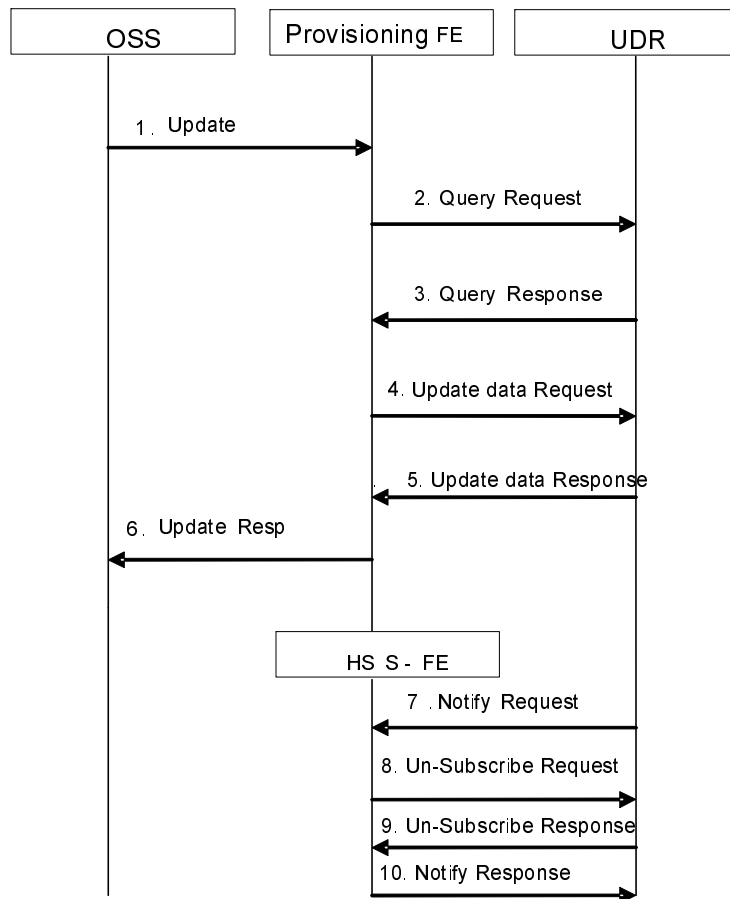 OSS
Provisioning FE
UDR
1. Update
2. Query Request
3. Query Response
4. Update data Request
5. Update data Response
6. Update Resp
HS S - FE
7 . Notify Request
8. Un-Subscribe Request
9. Un-Subscribe Response
10. Notify Response